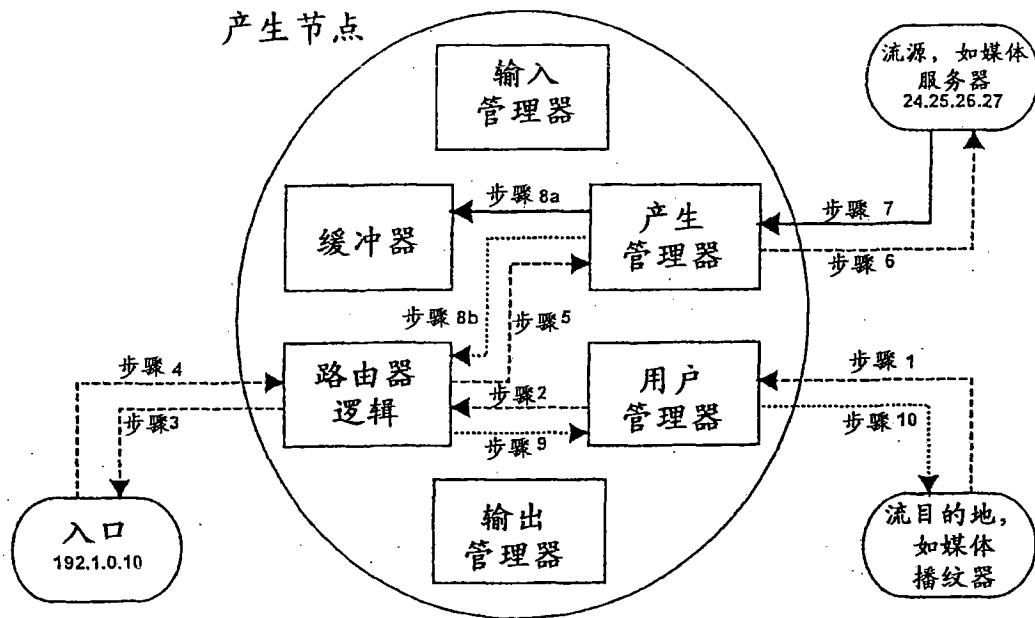 产生节点
输入
管理器
流源，如媒体
服务器
24.25.26.27
步骤 8a
步骤 7
缓冲器
产生
管理器
步骤 6
步骤 8b
步骤 5
步骤 4
路由器
逻辑
步骤 2
用户
管理器
步骤 1
步骤3
步骤 9
步骤 10
入口
192.1.0.10
输出
管理器
流目的地，
如媒体
播纹器